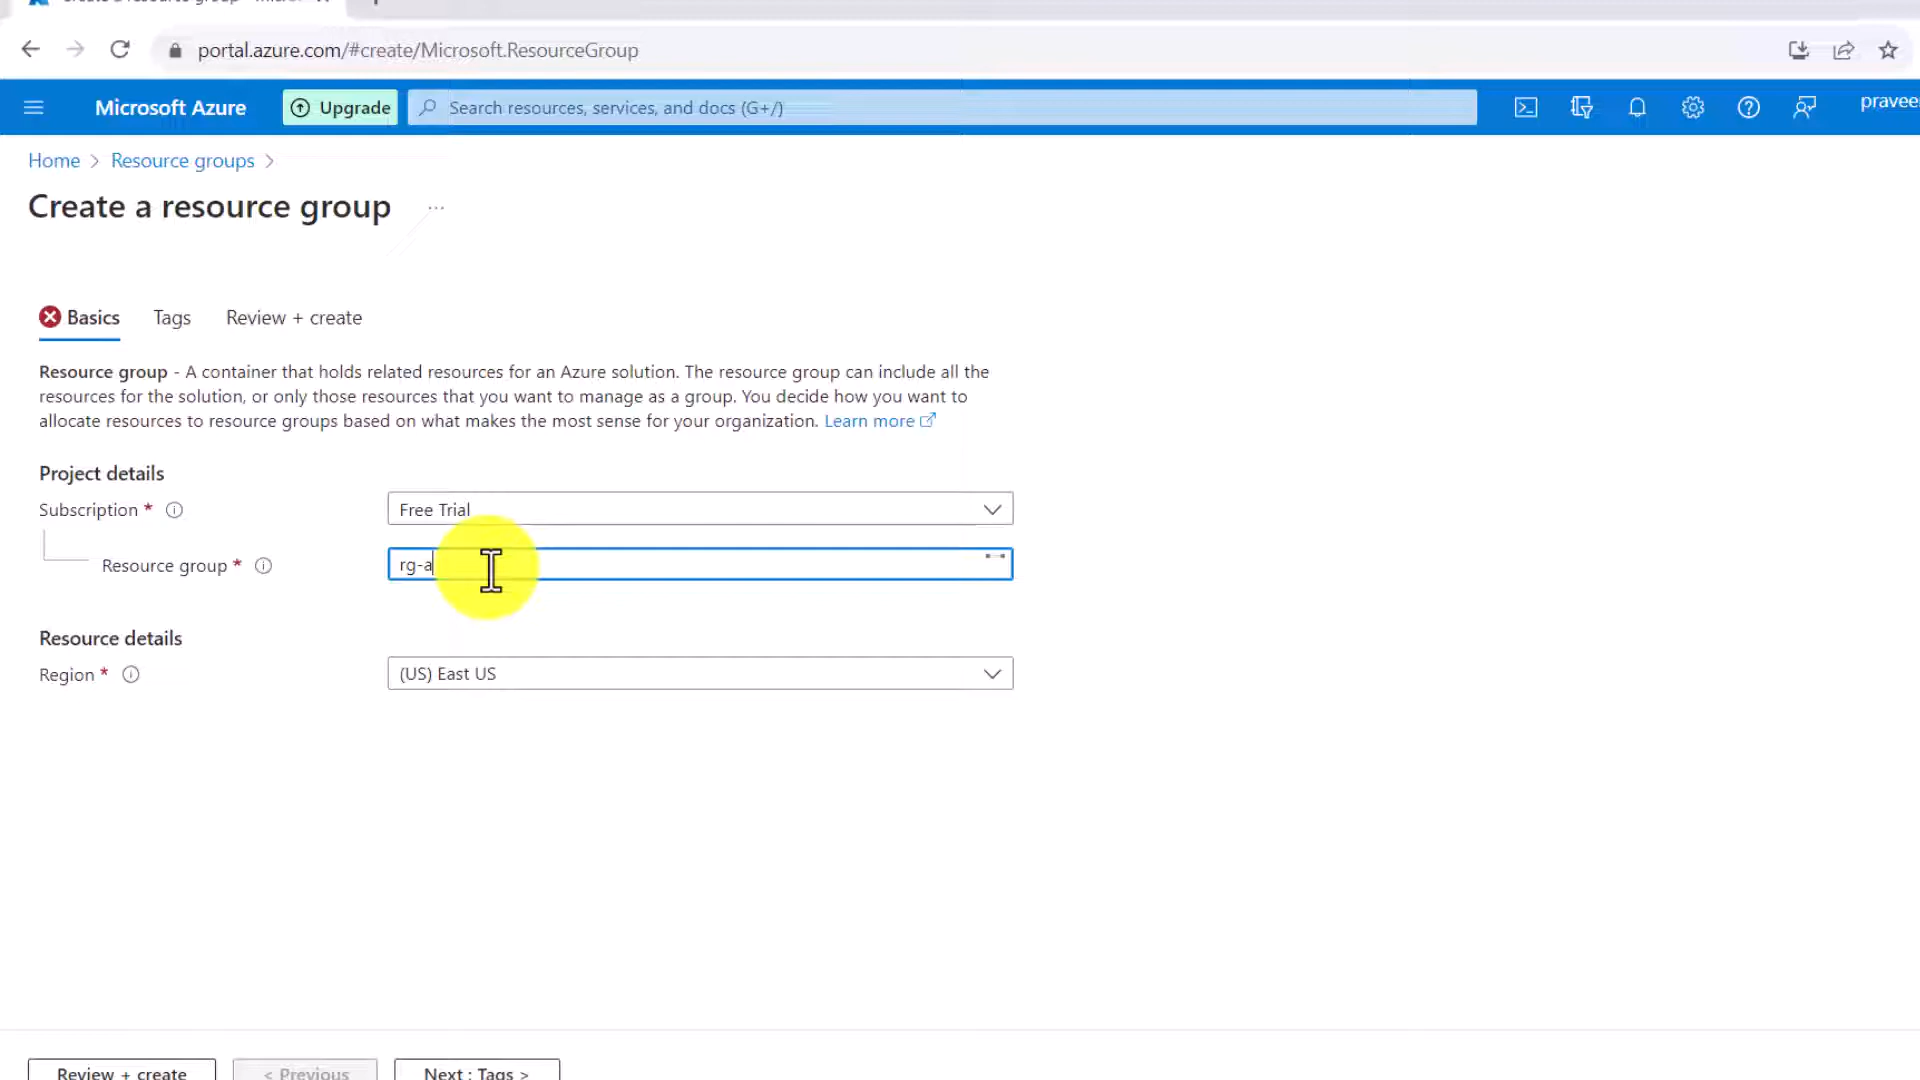 portal.azure.com/#create/Microsoft.ResourceGroup
Microsoft Azure
Upgrade
Search resources, services, and docs (G+/)
Home > Resource groups >
Create a resource group ...
Basics
Tags
Review + create
Resource group - A container that holds related resources for an Azure solution. The resource group can include all the
resources for the solution, or only those resources that you want to manage as a group. You decide how you want to
allocate resources to resource groups based on what makes the most sense for your organization. Learn more
Project details
Subscription *
Free Trial
Resource group *
rg-a
Resource details
Region *
(US) East US
Review + create
< Previous
Next : Tags >